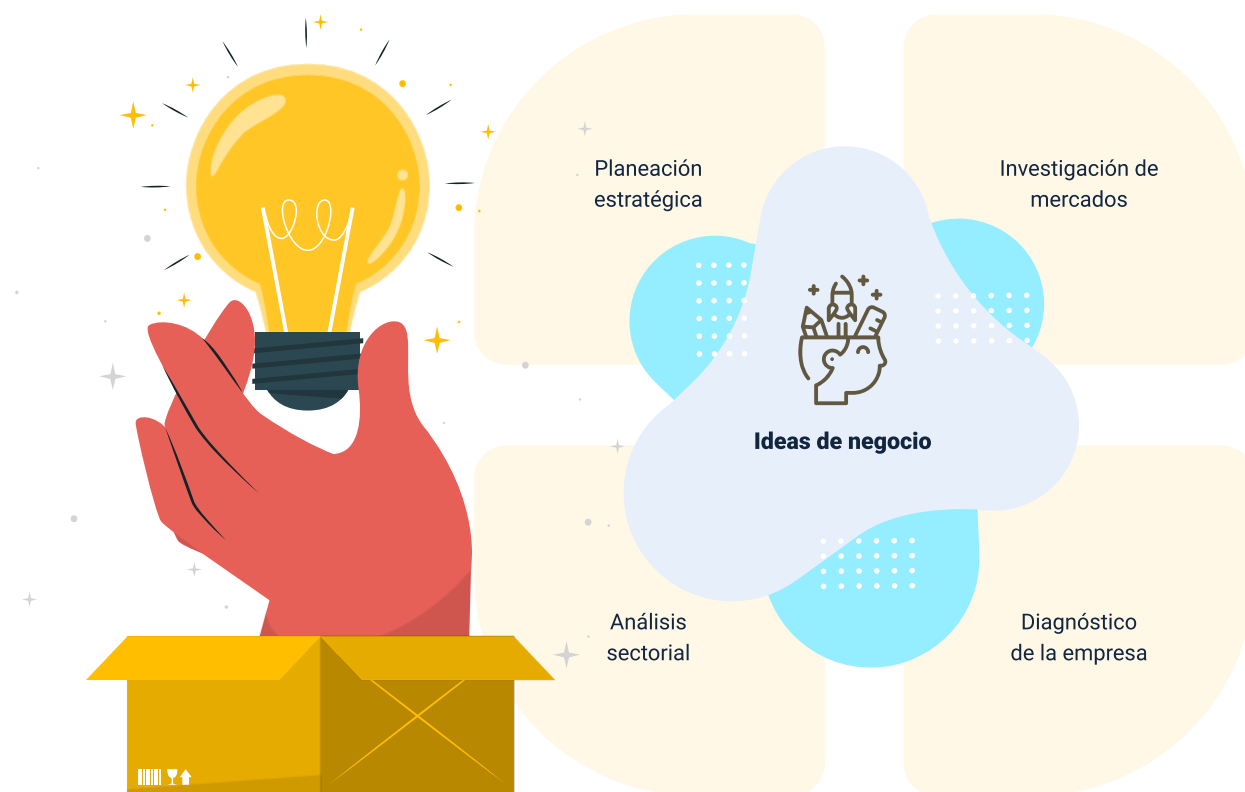 Planeación
estratégica
Investigación de
mercados
Ideas de negocio
Análisis
sectorial
Diagnóstico
de la empresa